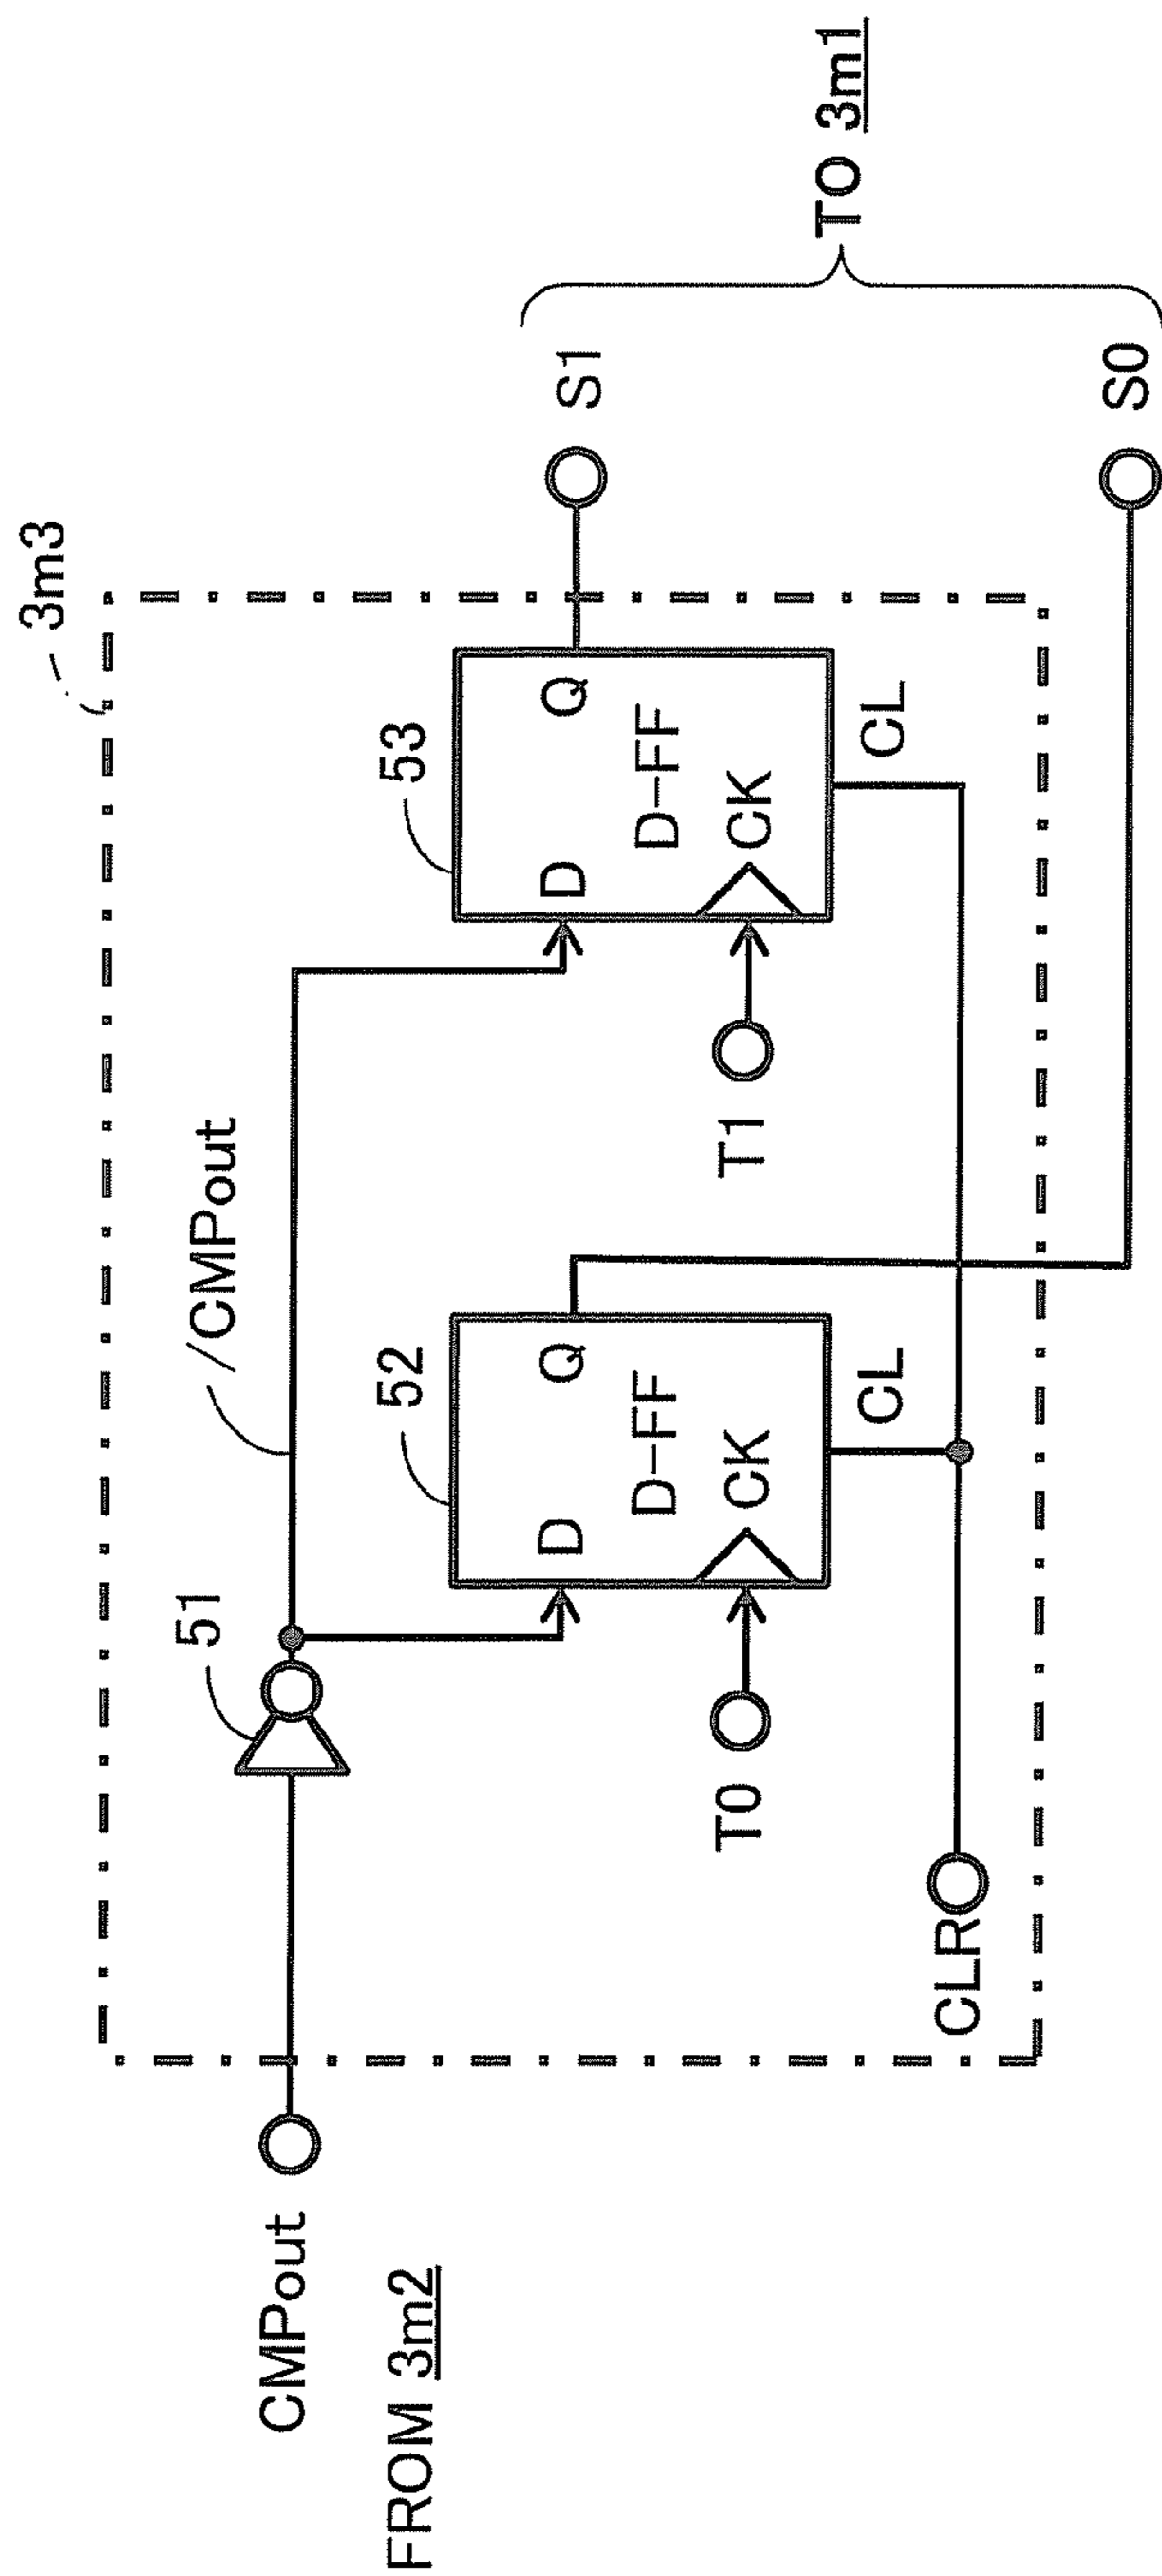 3m3
CMPout
FROM 3m2
51
/CMPout
52
D
Q
D-FF
CK
CL
T0
53
D
Q
D-FF
CK
CL
T1
CLR
S1
S0
TO 3m1